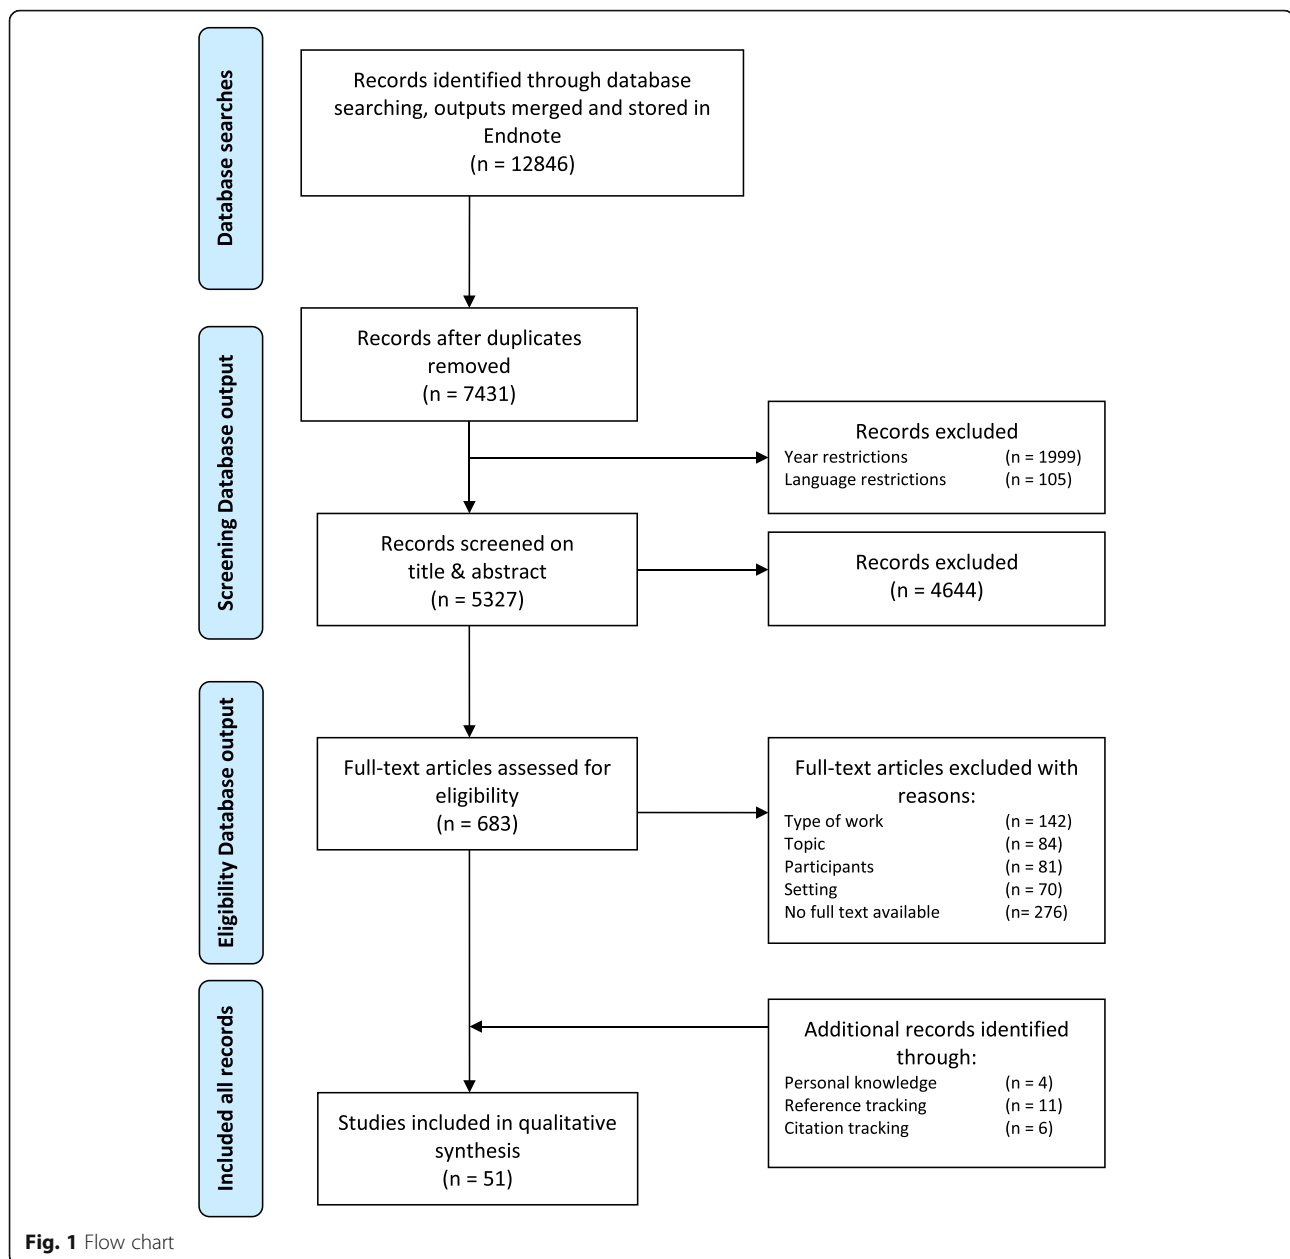 Database searches
Records identified through database
searching, outputs merged and stored in
Endnote
(n = 12846)
Screening Database output
Records after duplicates
removed
(n = 7431)
Records excluded
Year restrictions (n = 1999)
Language restrictions (n = 105)
Records screened on
title & abstract
(n = 5327)
Records excluded
(n = 4644)
Eligibility Database output
Full-text articles assessed for
eligibility
(n = 683)
Full-text articles excluded with
reasons:
Type of work (n = 142)
Topic (n = 84)
Participants (n = 81)
Setting (n = 70)
No full text available (n= 276)
Included all records
Additional records identified
through:
Personal knowledge (n = 4)
Reference tracking (n = 11)
Citation tracking (n = 6)
Studies included in qualitative
synthesis
(n = 51)
Fig. 1 Flow chart